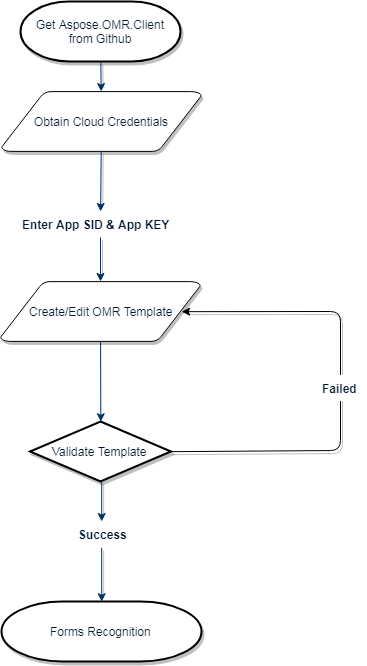 Get Aspose.OMR.Client
from Github
Obtain Cloud Credentials
Enter App SID & App KEY
Create/Edit OMR Template
Failed
Validate Template
Success
Forms Recognition